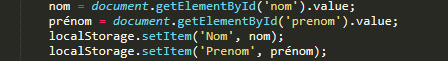 nom = document.getElementById('nom').value;
prénom = document.getElementById('prenom').value;
localStorage.setItem('Nom', nom);
localStorage.setItem('Prenom', prénom);